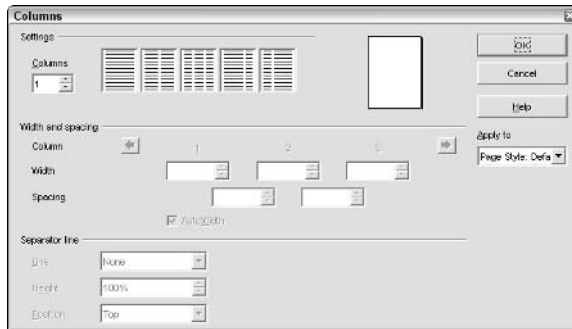 Columns
Settings
Columns
1
OK
Cancel
Help
Apply to
Page Style: Defa
Width and spacing
Column 1 2 3
Width
Spacing
AutoWidth
Separator line
Line None
Height 100%
Position Top